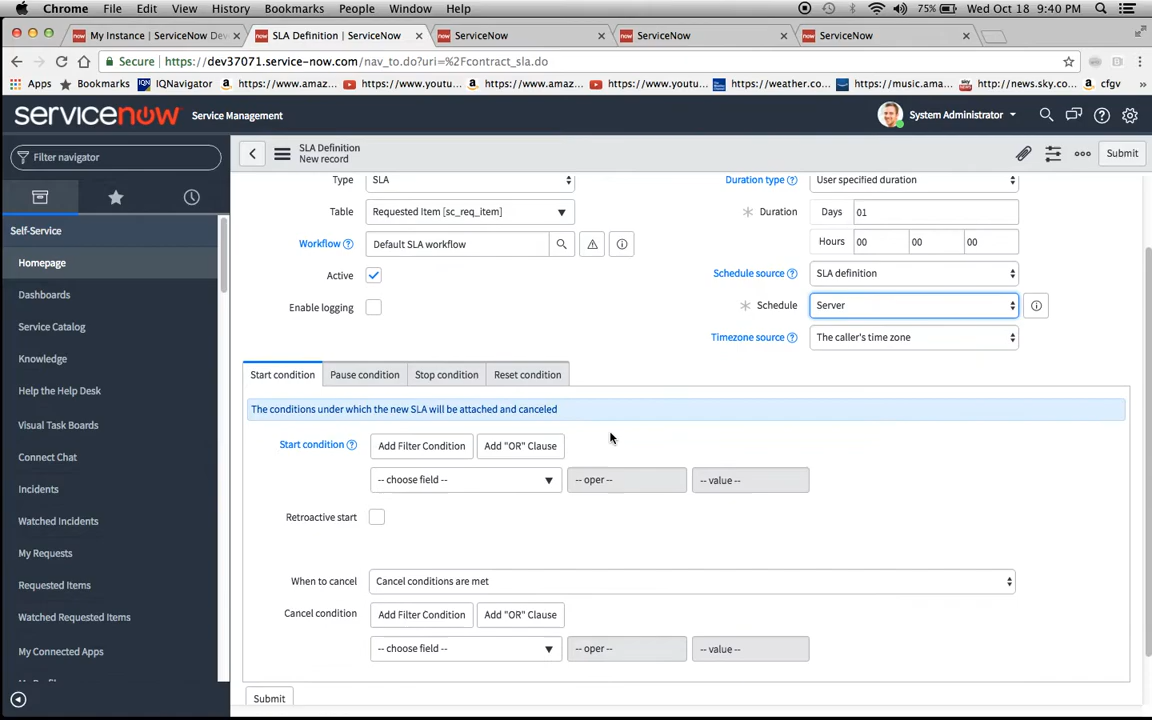 Chrome File Edit View History Bookmarks People Window Help 75% Wed Oct 18 9:40 PM
My Instance | ServiceNow Dev × SLA Definition | ServiceNow × ServiceNow × ServiceNow × ServiceNow ×
Secure https://dev37071.service-now.com/nav_to.do?uri=%2Fcontract_sla.do
Apps Bookmarks IQNavigator https://www.amaz... https://www.youtu... https://www.amaz... https://www.youtu... https://weather.co... https://music.ama... http://news.sky.co... cfgv »
servicenow Service Management System Administrator
Filter navigator
SLA Definition
New record
Submit
Self-Service
Homepage
Dashboards
Service Catalog
Knowledge
Help the Help Desk
Visual Task Boards
Connect Chat
Incidents
Watched Incidents
My Requests
Requested Items
Watched Requested Items
My Connected Apps
Type SLA
Table Requested Item [sc_req_item]
Workflow Default SLA workflow
Active
Enable logging
Duration type User specified duration
Duration Days 01
Hours 00 00 00
Schedule source SLA definition
Schedule Server
Timezone source The caller's time zone
Start condition Pause condition Stop condition Reset condition
The conditions under which the new SLA will be attached and canceled
Start condition Add Filter Condition Add "OR" Clause
-- choose field -- -- oper -- -- value --
Retroactive start
When to cancel Cancel conditions are met
Cancel condition Add Filter Condition Add "OR" Clause
-- choose field -- -- oper -- -- value --
Submit